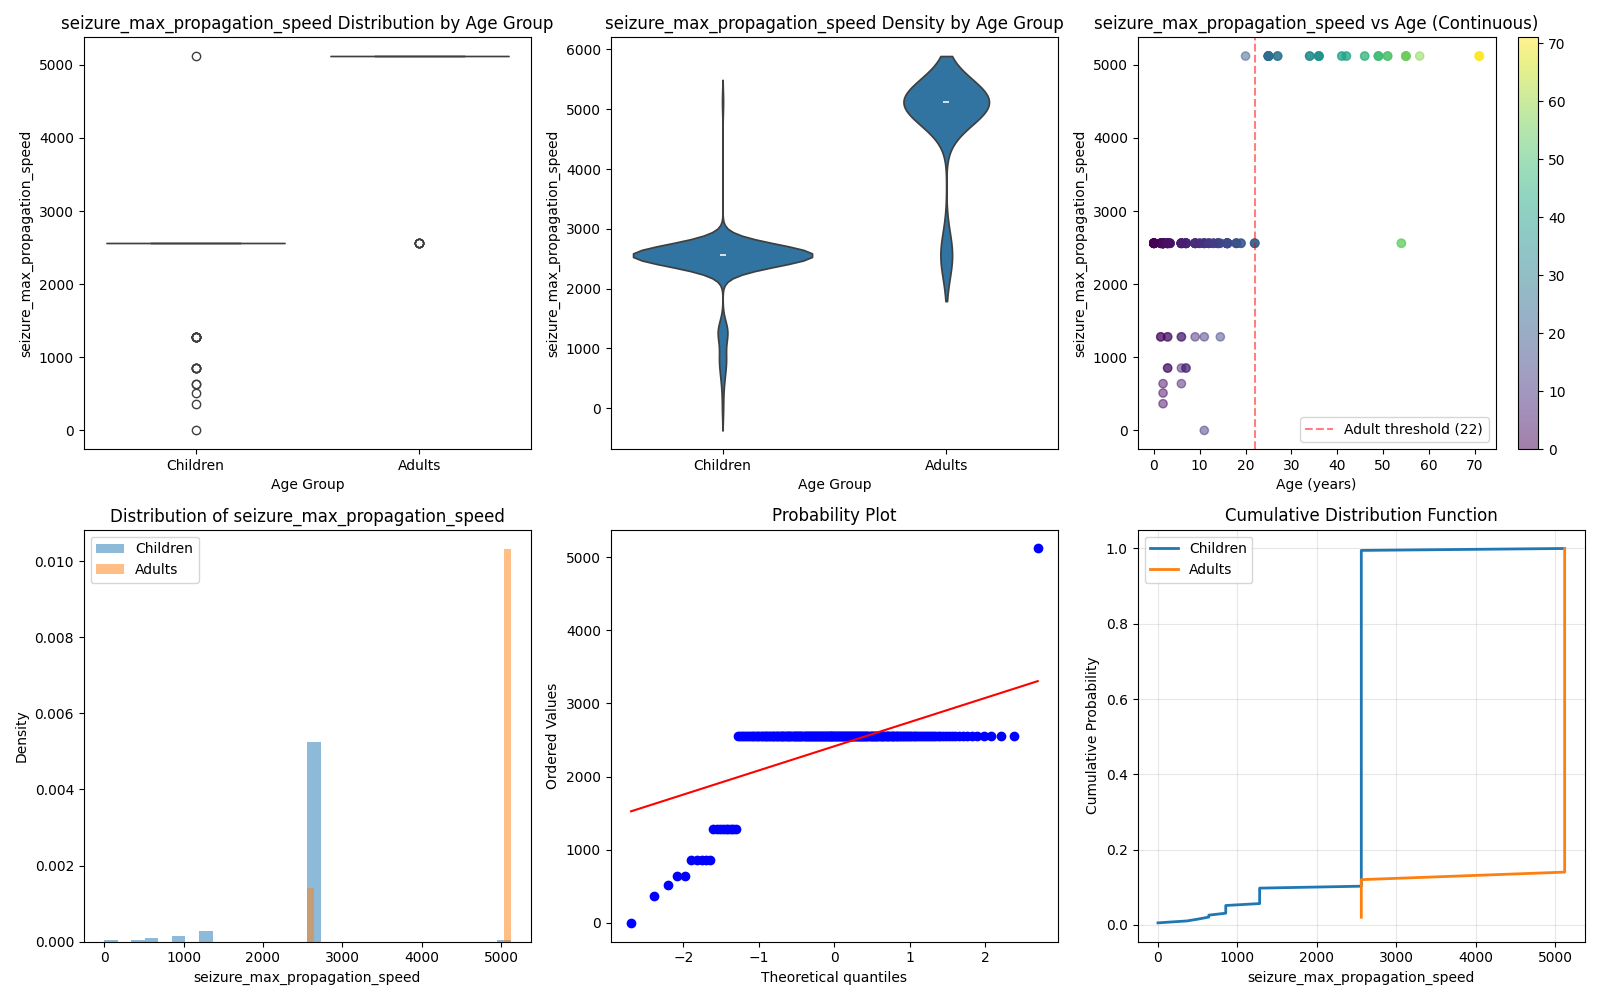 seizure_max_propagation_speed Distribution by Age Group
seizure_max_propagation_speed
5000
4000
3000
2000
1000
0
Children
Adults
Age Group
seizure_max_propagation_speed Density by Age Group
seizure_max_propagation_speed
6000
5000
4000
3000
2000
1000
0
Children
Adults
Age Group
seizure_max_propagation_speed vs Age (Continuous)
seizure_max_propagation_speed
5000
4000
3000
2000
1000
0
0
10
20
30
40
50
60
70
Age (years)
Adult threshold (22)
70
60
50
40
30
20
10
0
Distribution of seizure_max_propagation_speed
Density
0.010
0.008
0.006
0.004
0.002
0.000
Children
Adults
0
1000
2000
3000
4000
5000
seizure_max_propagation_speed
Probability Plot
Ordered Values
5000
4000
3000
2000
1000
0
−2
−1
0
1
2
Theoretical quantiles
Cumulative Distribution Function
Cumulative Probability
1.0
0.8
0.6
0.4
0.2
0.0
Children
Adults
0
1000
2000
3000
4000
5000
seizure_max_propagation_speed